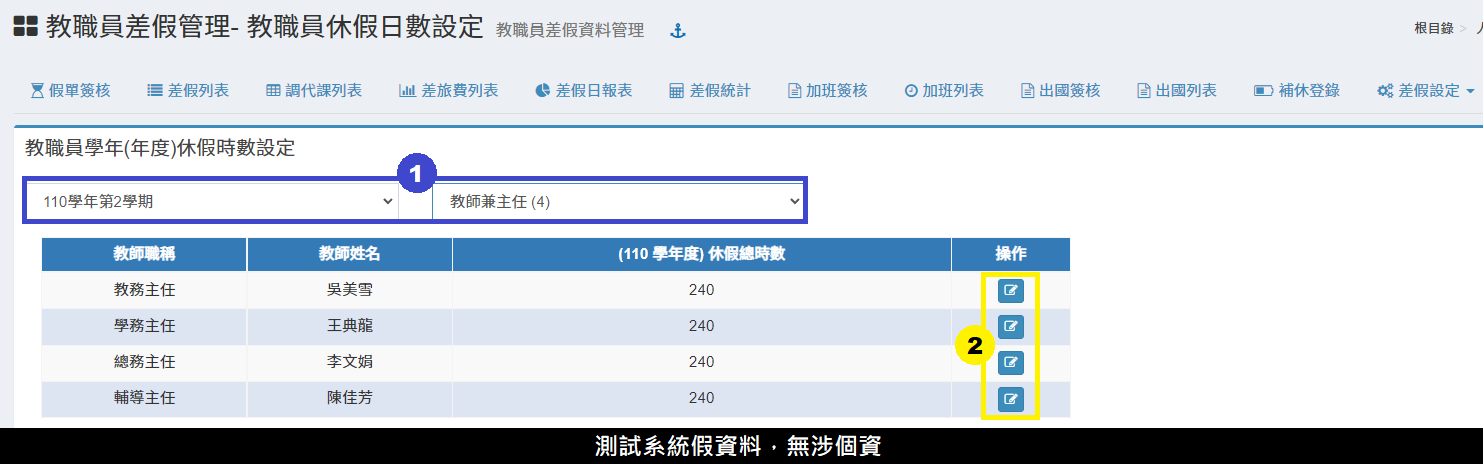 教職員差假管理- 教職員休假日數設定 教職員差假資料管理
根目錄 >
假單簽核 差假列表 調代課列表 差旅費列表 差假日報表 差假統計 加班簽核 加班列表 出國簽核 出國列表 補休登錄 差假設定
教職員學年(年度)休假時數設定
1
110學年第2學期 教師兼主任 (4)
教師職稱 教師姓名 (110 學年度) 休假總時數 操作
教務主任 吳美雪 240
學務主任 王典龍 240
2
總務主任 李文娟 240
輔導主任 陳佳芳 240
測試系統假資料，無涉個資